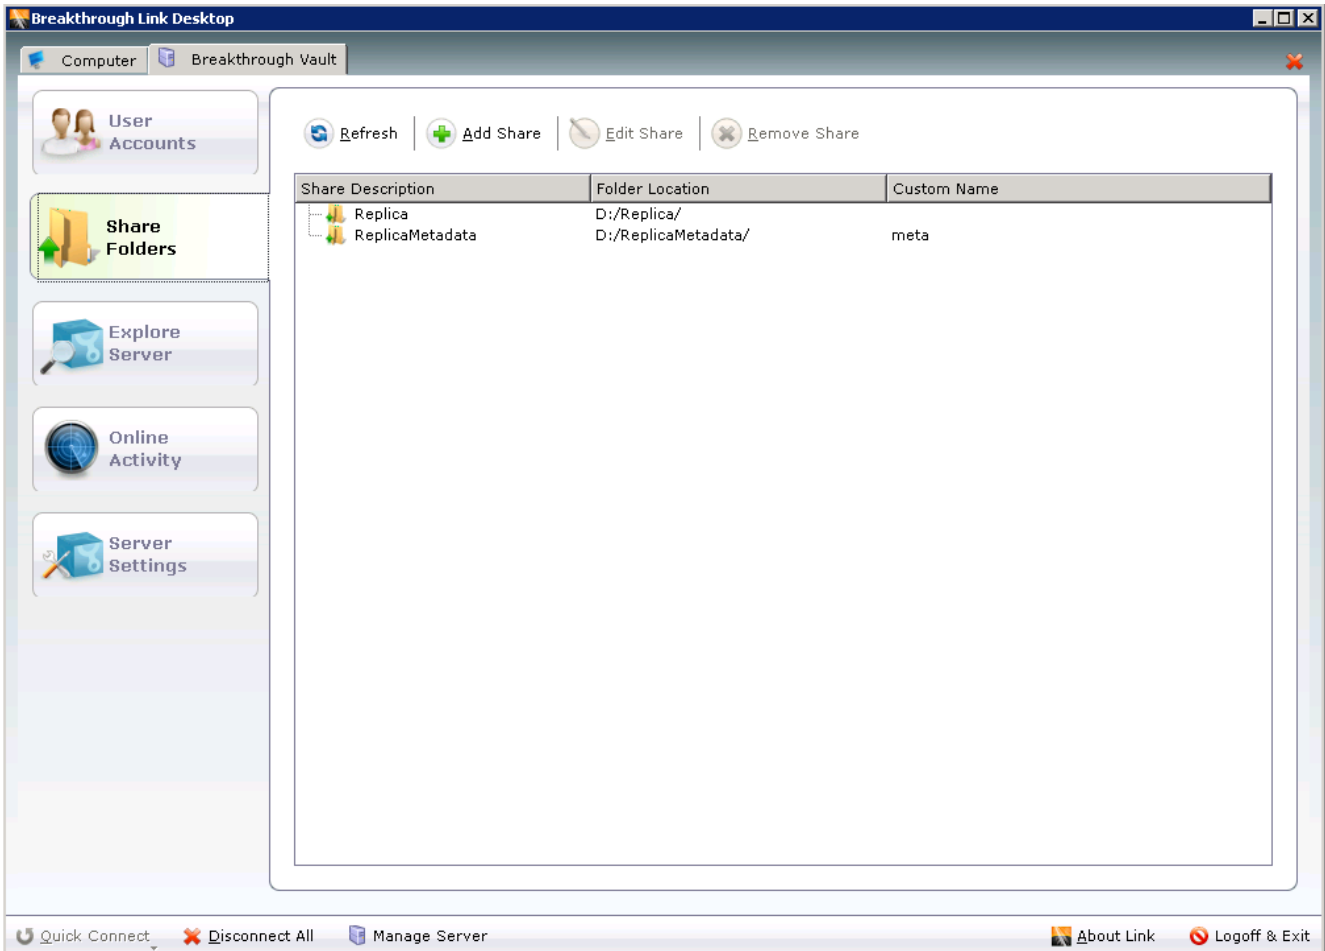 Breakthrough Link Desktop
Computer Breakthrough Vault
User
Accounts
Share
Folders
Explore
Server
Online
Activity
Server
Settings
Refresh Add Share Edit Share Remove Share
Share Description Folder Location Custom Name
Replica D:/Replica/
ReplicaMetadata D:/ReplicaMetadata/ meta
Quick Connect Disconnect All Manage Server About Link Logoff & Exit